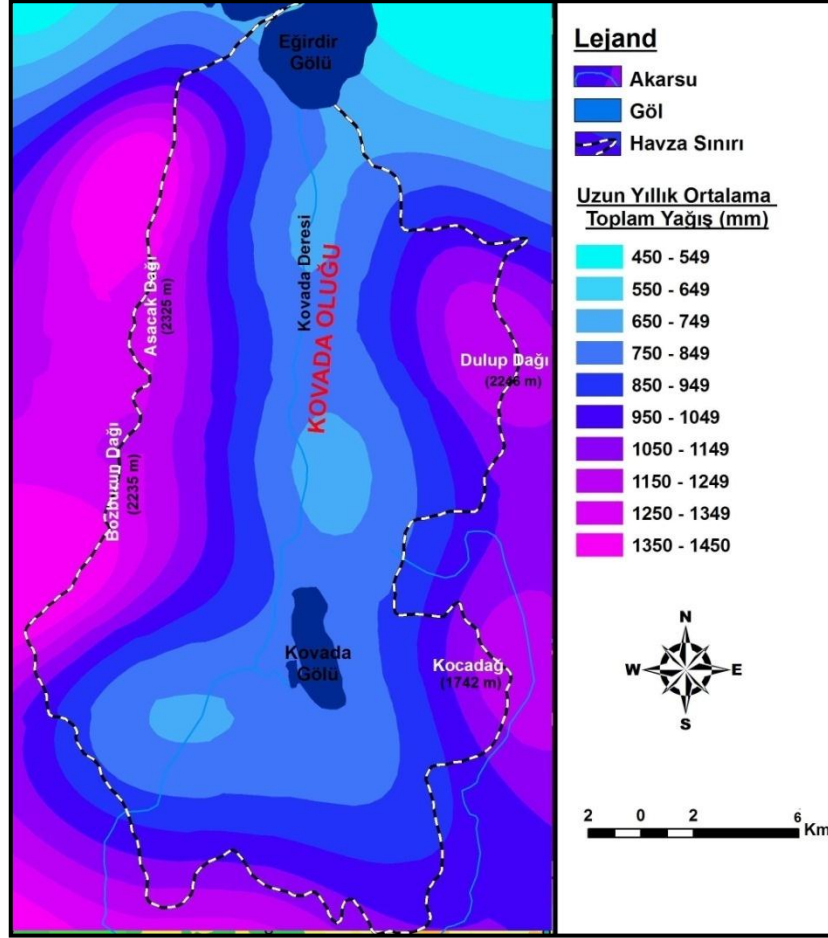 Eğirdir
Gölü
Kovada Deresi
KOVADA OLUĞU
Asacak Dağı
(2325 m)
Dulup Dağı
(2246 m)
Bozburun Dağı
(2235 m)
Kovada
Gölü
Kocadağ
(1742 m)
Lejand
Akarsu
Göl
Havza Sınırı
Uzun Yıllık Ortalama
Toplam Yağış (mm)
450 - 549
550 - 649
650 - 749
750 - 849
850 - 949
950 - 1049
1050 - 1149
1150 - 1249
1250 - 1349
1350 - 1450
N
W E
S
2 0 2 6
Km